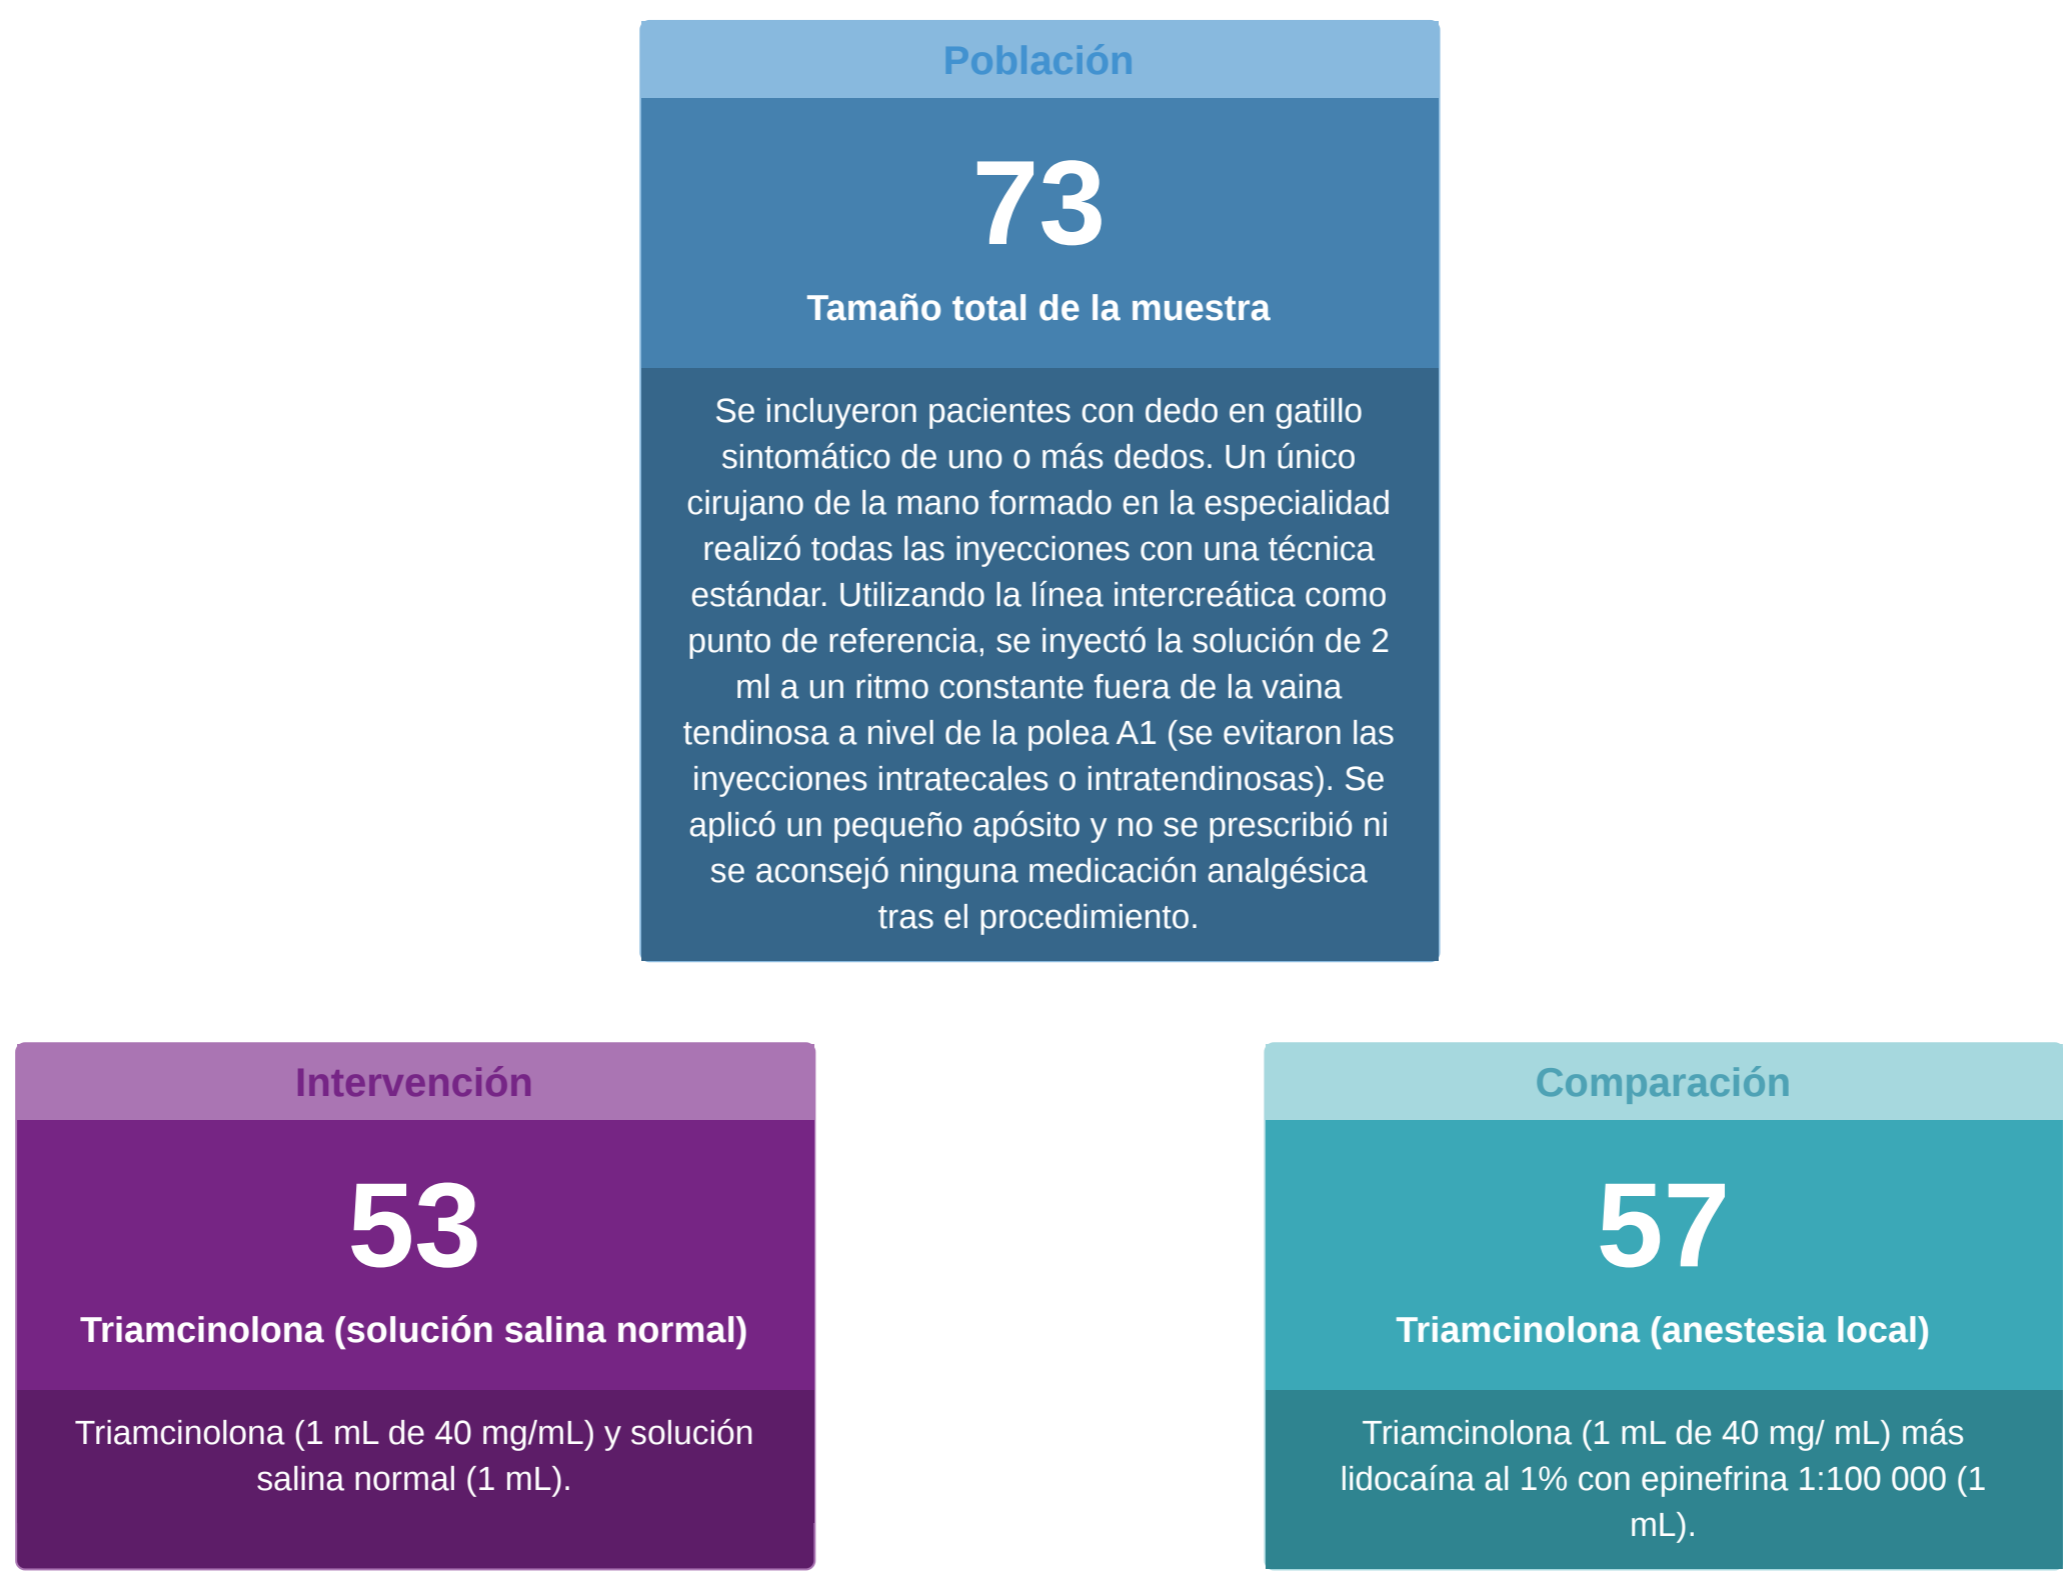 Población
73
Tamaño total de la muestra
Se incluyeron pacientes con dedo en gatillo
sintomático de uno o más dedos. Un único
cirujano de la mano formado en la especialidad
realizó todas las inyecciones con una técnica
estándar. Utilizando la línea intercreática como
punto de referencia, se inyectó la solución de 2
ml a un ritmo constante fuera de la vaina
tendinosa a nivel de la polea A1 (se evitaron las
inyecciones intratecales o intratendinosas). Se
aplicó un pequeño apósito y no se prescribió ni
se aconsejó ninguna medicación analgésica
tras el procedimiento.
Intervención
53
Triamcinolona (solución salina normal)
Triamcinolona (1 mL de 40 mg/mL) y solución
salina normal (1 mL).
Comparación
57
Triamcinolona (anestesia local)
Triamcinolona (1 mL de 40 mg/ mL) más
lidocaína al 1% con epinefrina 1:100 000 (1
mL).